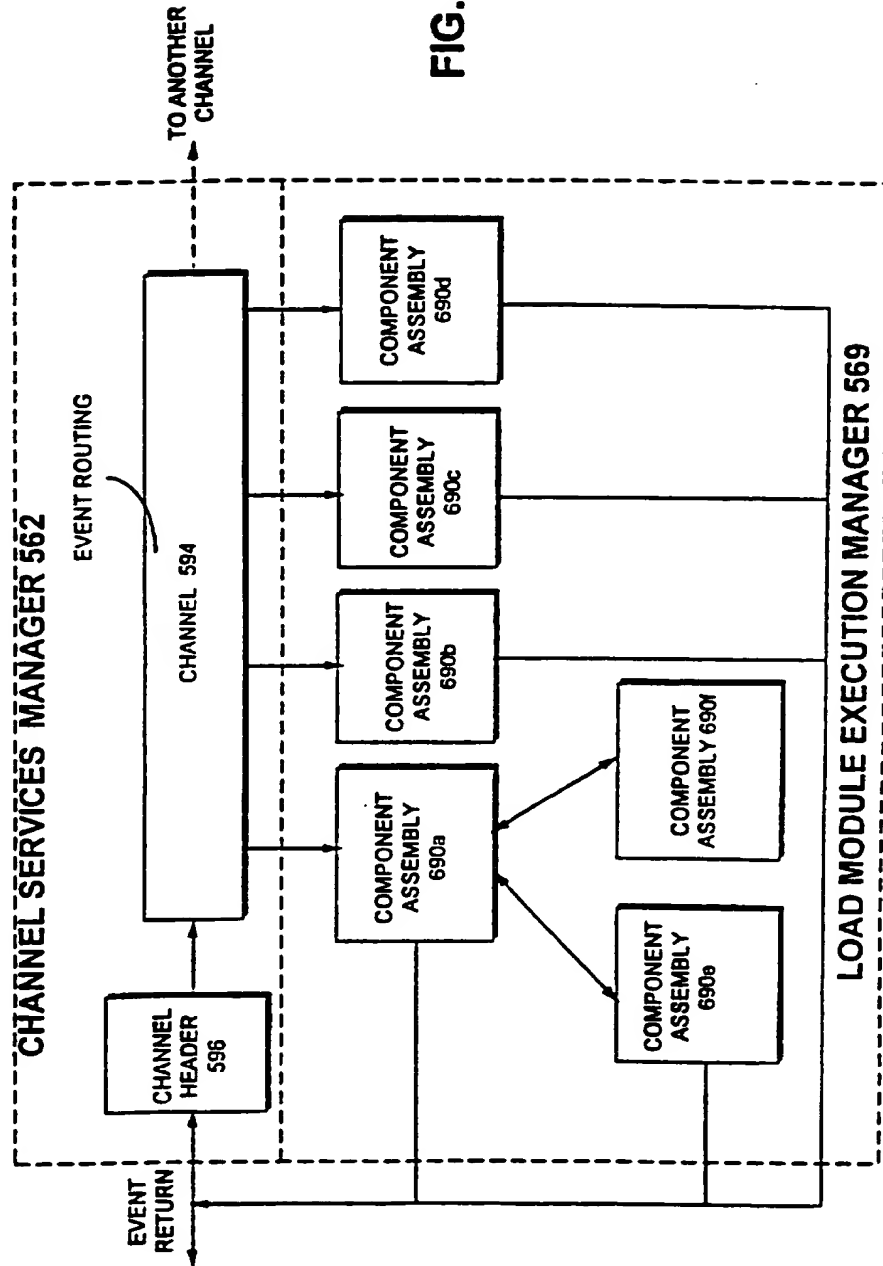 CHANNEL SERVICES MANAGER 562
EVENT ROUTING
TO ANOTHER
CHANNEL
FIG.
EVENT
RETURN
CHANNEL
HEADER
596
CHANNEL 594
COMPONENT
ASSEMBLY
690a
COMPONENT
ASSEMBLY
690b
COMPONENT
ASSEMBLY
690c
COMPONENT
ASSEMBLY
690d
COMPONENT
ASSEMBLY
690e
COMPONENT
ASSEMBLY 690f
LOAD MODULE EXECUTION MANAGER 569